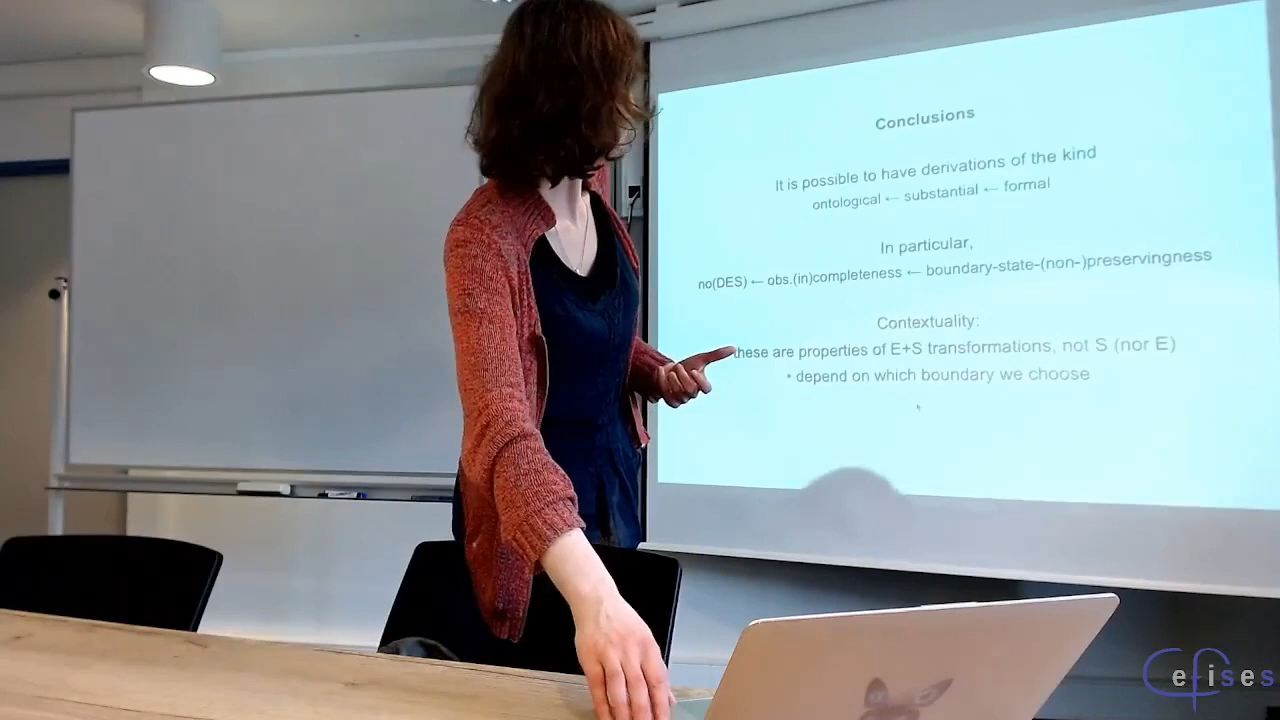 Conclusions
It is possible to have derivations of the kind
ontological ← substantial ← formal
In particular,
no(DES) ← obs.(in)completeness ← boundary-state-(non-)preservingness
Contextuality:
these are properties of E+S transformations, not S (nor E)
* depend on which boundary we choose
Cefises